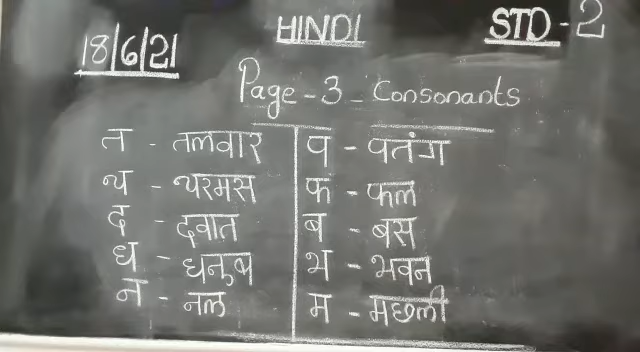 18/6/21 HINDI STD-2
Page-3-Consonants
त - तलवार
थ - थरमस
द - दवात
ध - धनुष
न - नल
प - पतंग
फ - फल
ब - बस
भ - भवन
म - मछली